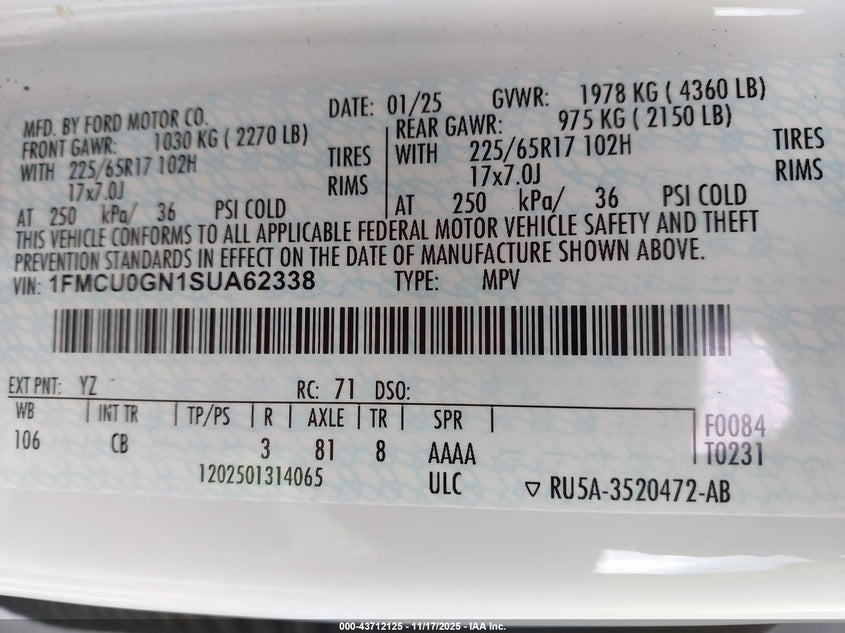 MFD. BY FORD MOTOR CO. DATE: 01/25 GVWR: 1978 KG ( 4360 LB)
FRONT GAWR: 1030 KG ( 2270 LB) REAR GAWR: 975 KG ( 2150 LB)
WITH 225/65R17 102H TIRES WITH 225/65R17 102H TIRES
17x7.0J RIMS 17x7.0J RIMS
AT 250 kPa/ 36 PSI COLD AT 250 kPa/ 36 PSI COLD
THIS VEHICLE CONFORMS TO ALL APPLICABLE FEDERAL MOTOR VEHICLE SAFETY AND THEFT
PREVENTION STANDARDS IN EFFECT ON THE DATE OF MANUFACTURE SHOWN ABOVE.
VIN: 1FMCU0GN1SUA62338 TYPE: MPV
EXT PNT: YZ RC: 71 DSO:
WB | INT TR | TP/PS | R | AXLE | TR | SPR | F0084
106 CB 3 81 8 AAAA T0231
1202501314065 ULC ▽ RU5A-3520472-AB
000-43712125 - 11/17/2025 - IAA Inc.